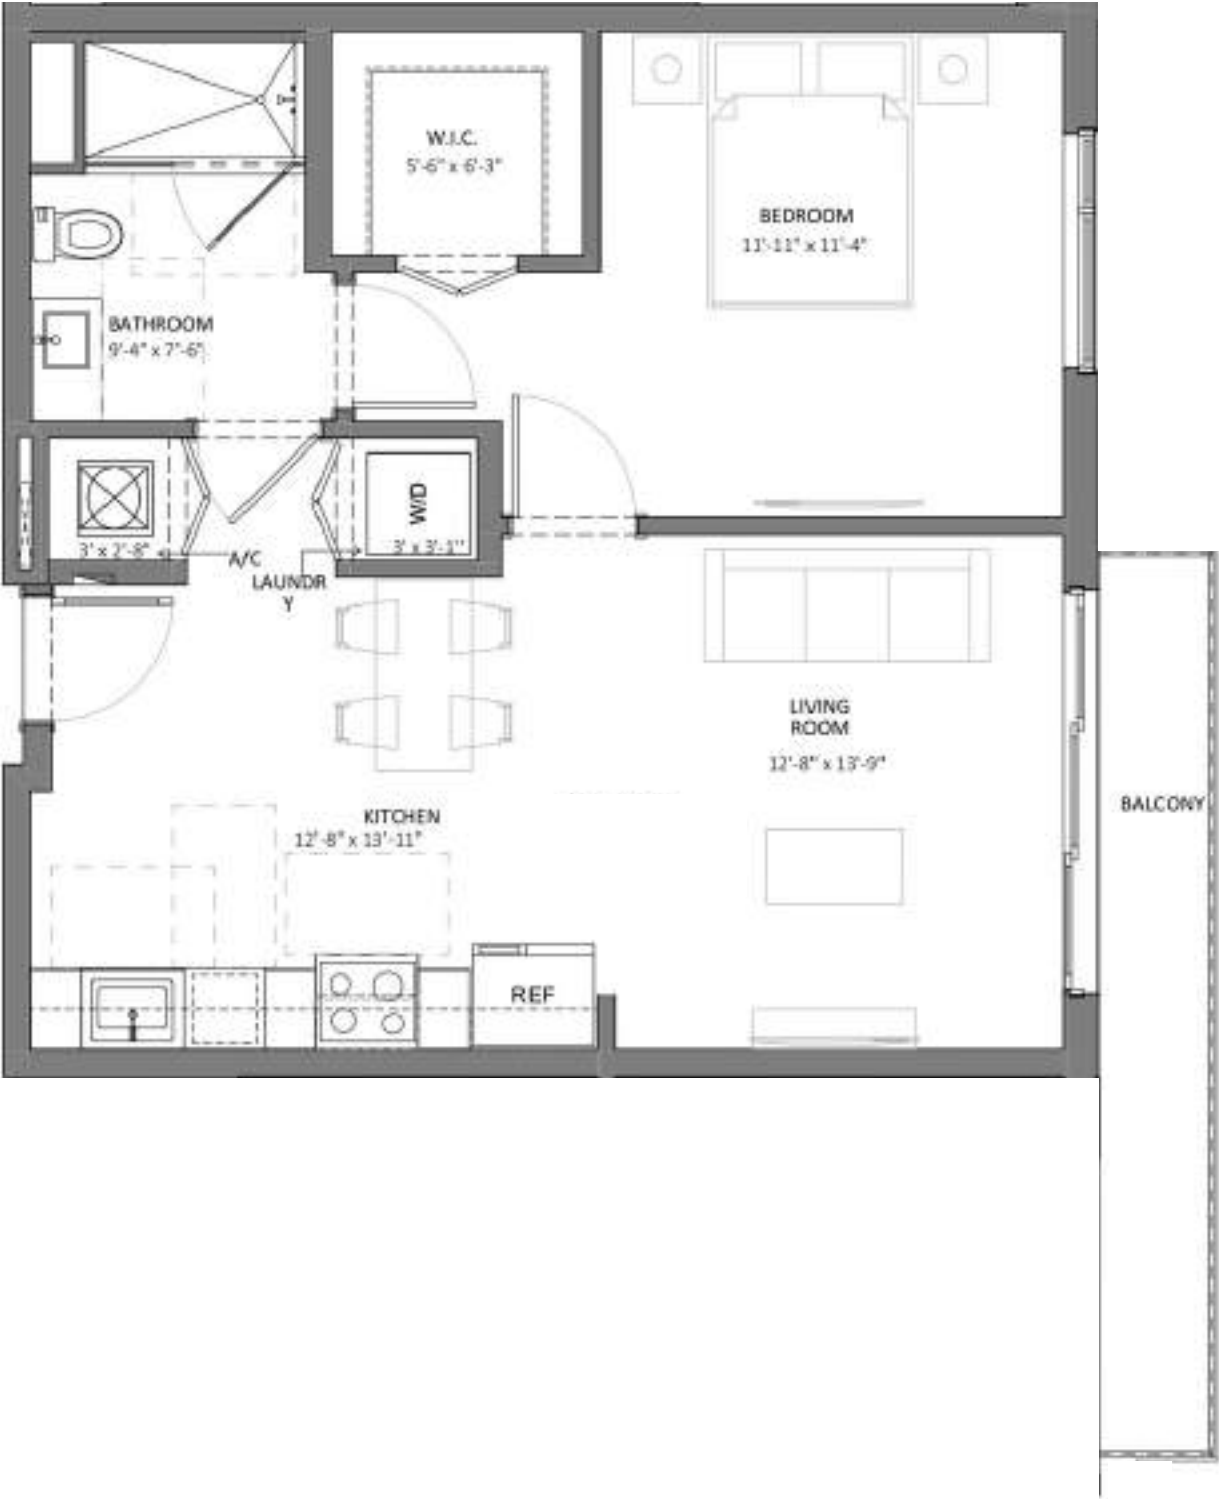 W.I.C.
5'-6" x 6'-3"
BEDROOM
11'-11" x 11'-4"
BATHROOM
9'-4" x 7'-6"
W/D
3' x 2'-8"
3' x 3'-1"
A/C
LAUNDR
Y
LIVING
ROOM
12'-8" x 13'-9"
BALCONY
KITCHEN
12'-8" x 13'-11"
REF